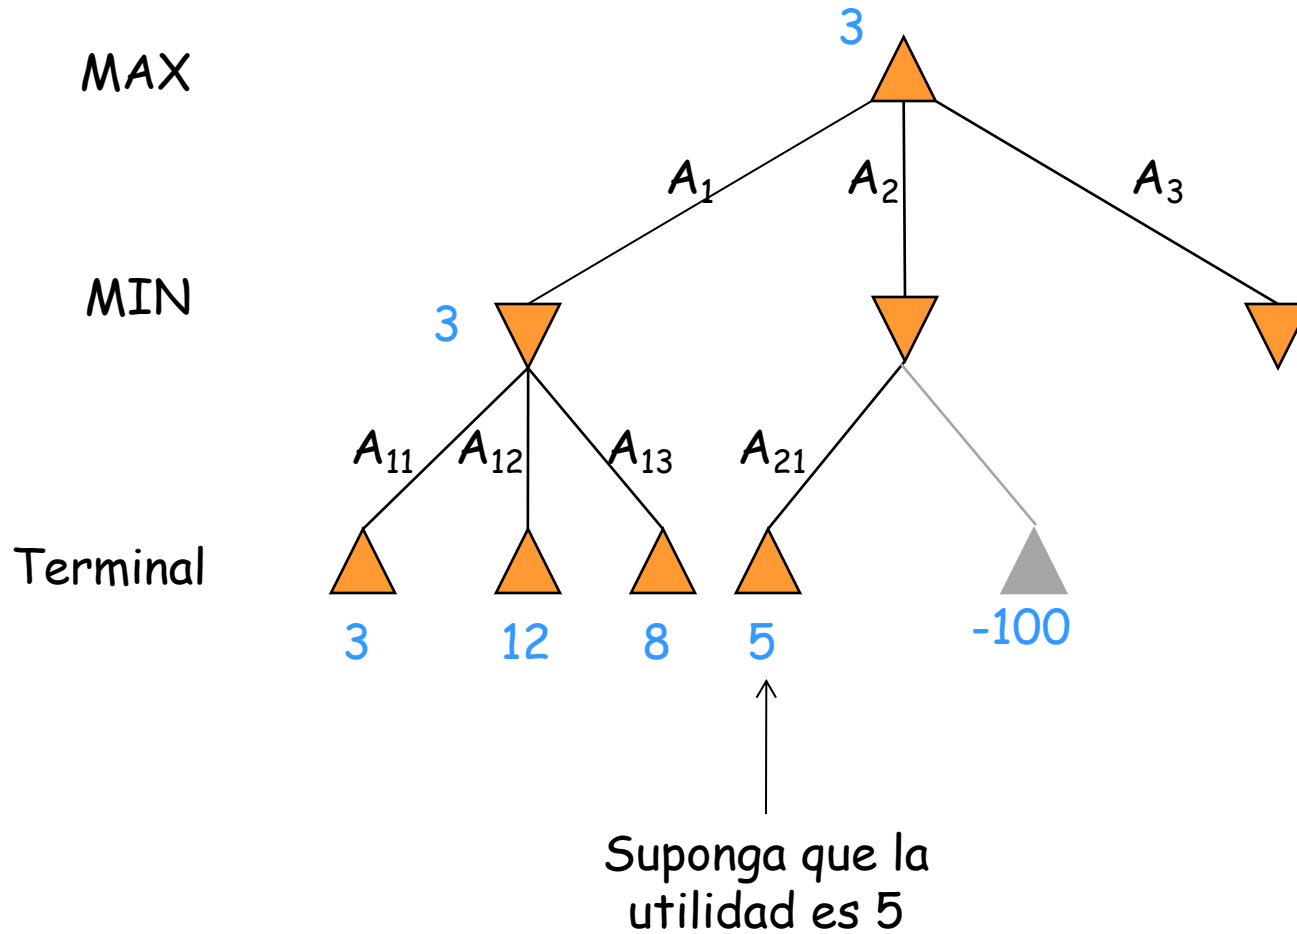 3
MAX
A1 A2 A3
MIN
3
A11 A12 A13 A21
Terminal
3 12 8 5 -100
Suponga que la
utilidad es 5